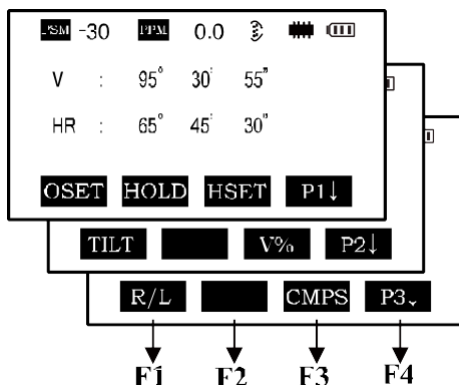 PSM -30 PPM 0.0
V : 95° 30' 55"
HR : 65° 45' 30"
OSET HOLD HSET P1↓
TILT V% P2↓
R/L CMPS P3
F1 F2 F3 F4